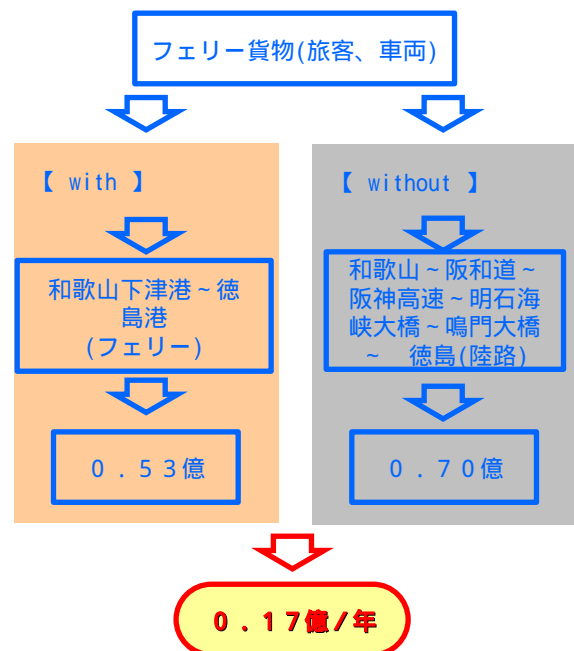 フェリー貨物(旅客、車両)
【 with 】
和歌山下津港~徳
島港
(フェリー)
0.53億
【 without 】
和歌山~阪和道~
阪神高速~明石海
峡大橋~鳴門大橋
~ 徳島(陸路)
0.70億
0.17億/年